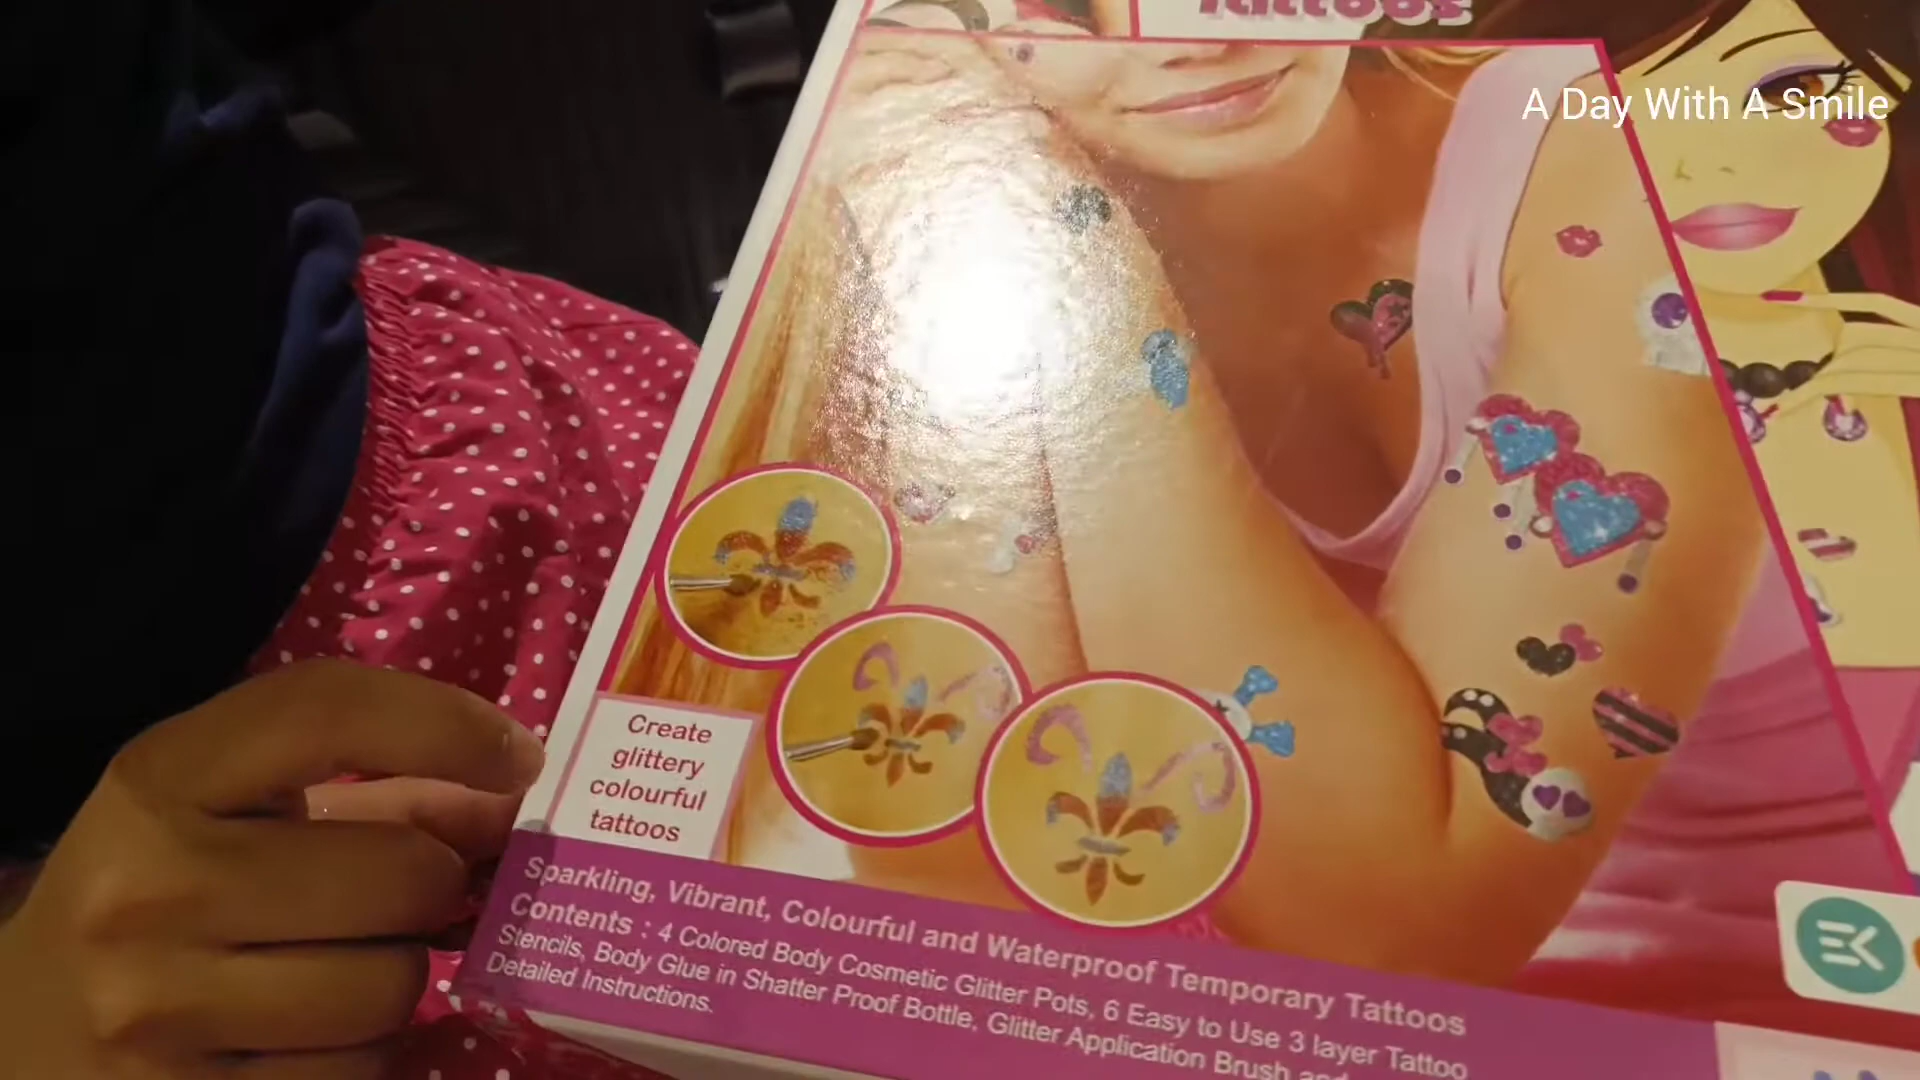 Tattoos
A Day With A Smile
Create
glittery
colourful
tattoos
Sparkling, Vibrant, Colourful and Waterproof Temporary Tattoos
Contents : 4 Colored Body Cosmetic Glitter Pots, 6 Easy to Use 3 layer Tattoo
Stencils, Body Glue in Shatter Proof Bottle, Glitter Application Brush and
Detailed Instructions.